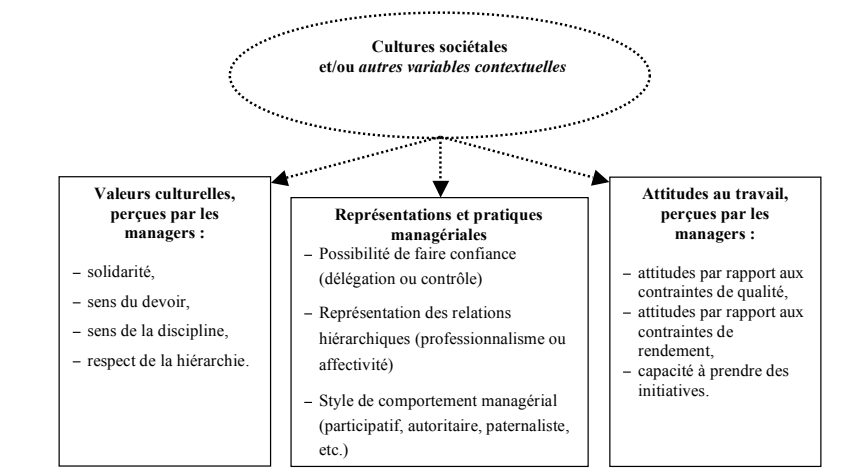 Cultures sociétales
et/ou autres variables contextuelles
Valeurs culturelles,
perçues par les
managers :
– solidarité,
– sens du devoir,
– sens de la discipline,
– respect de la hiérarchie.
Représentations et pratiques
managériales
– Possibilité de faire confiance
(délégation ou contrôle)
– Représentation des relations
hiérarchiques (professionnalisme ou
affectivité)
– Style de comportement managérial
(participatif, autoritaire, paternaliste,
etc.)
Attitudes au travail,
perçues par les
managers :
– attitudes par rapport aux
contraintes de qualité,
– attitudes par rapport aux
contraintes de
rendement,
– capacité à prendre des
initiatives.